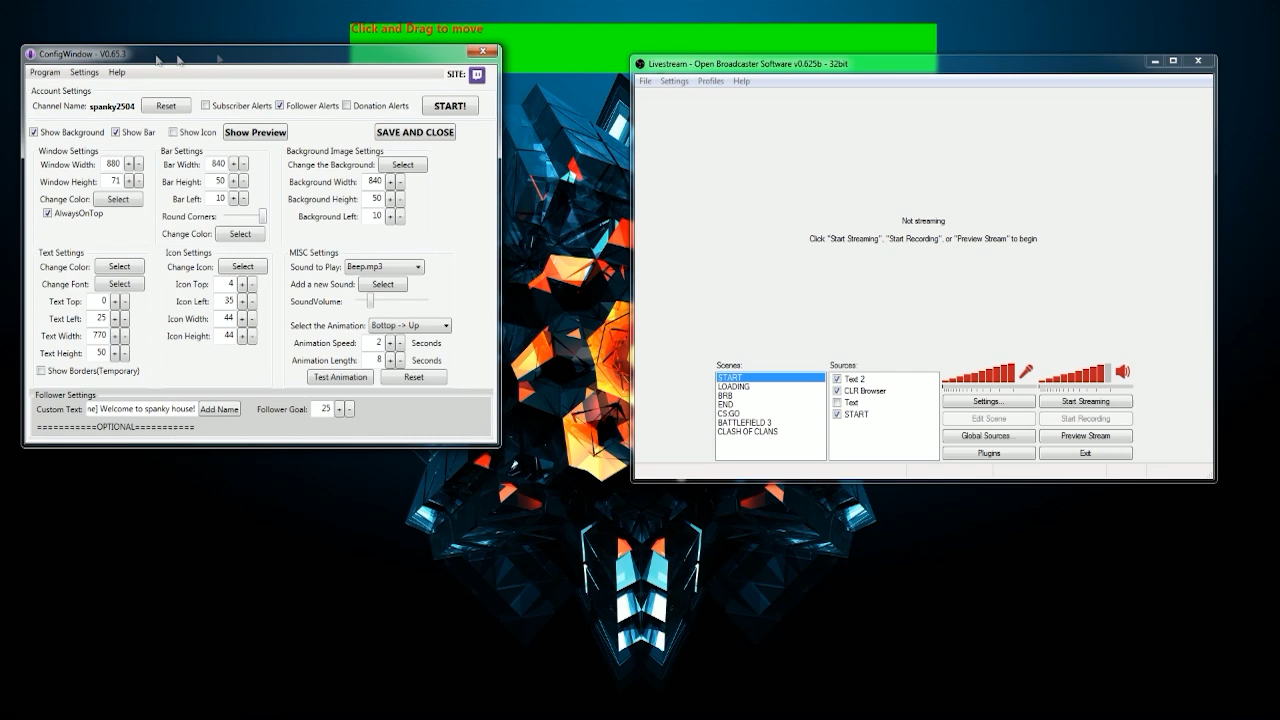 Click and Drag to move
ConfigWindow - V0.65.3
Program Settings Help SITE:
Account Settings
Channel Name: spanky2504 Reset Subscriber Alerts Follower Alerts Donation Alerts START!
Show Background Show Bar Show Icon Show Preview SAVE AND CLOSE
Window Settings
Window Width: 880 + -
Window Height: 71 + -
Change Color: Select
AlwaysOnTop
Bar Settings
Bar Width: 840 + -
Bar Height: 50 + -
Bar Left: 10 + -
Round Corners:
Change Color: Select
Background Image Settings
Change the Background: Select
Background Width: 840 + -
Background Height: 50 + -
Background Left: 10 + -
Text Settings
Change Color: Select
Change Font: Select
Text Top: 0 + -
Text Left: 25 + -
Text Width: 770 + -
Text Height: 50 + -
Show Borders(Temporary)
Icon Settings
Change Icon: Select
Icon Top: 4 + -
Icon Left: 35 + -
Icon Width: 44 + -
Icon Height: 44 + -
MISC Settings
Sound to Play: Beep.mp3
Add a new Sound: Select
SoundVolume:
Select the Animation: Bottop -> Up
Animation Speed: 2 + - Seconds
Animation Length: 8 + - Seconds
Test Animation Reset
Follower Settings
Custom Text: ne] Welcome to spanky house! Add Name Follower Goal: 25 + -
===========OPTIONAL===========
Livestream - Open Broadcaster Software v0.625b - 32bit
File Settings Profiles Help
Not streaming
Click "Start Streaming", "Start Recording", or "Preview Stream" to begin
Scenes:
START
LOADING
BRB
END
CS:GO
BATTLEFIELD 3
CLASH OF CLANS
Sources:
Text 2
CLR Browser
Text
START
Settings... Start Streaming
Edit Scene Start Recording
Global Sources... Preview Stream
Plugins Exit